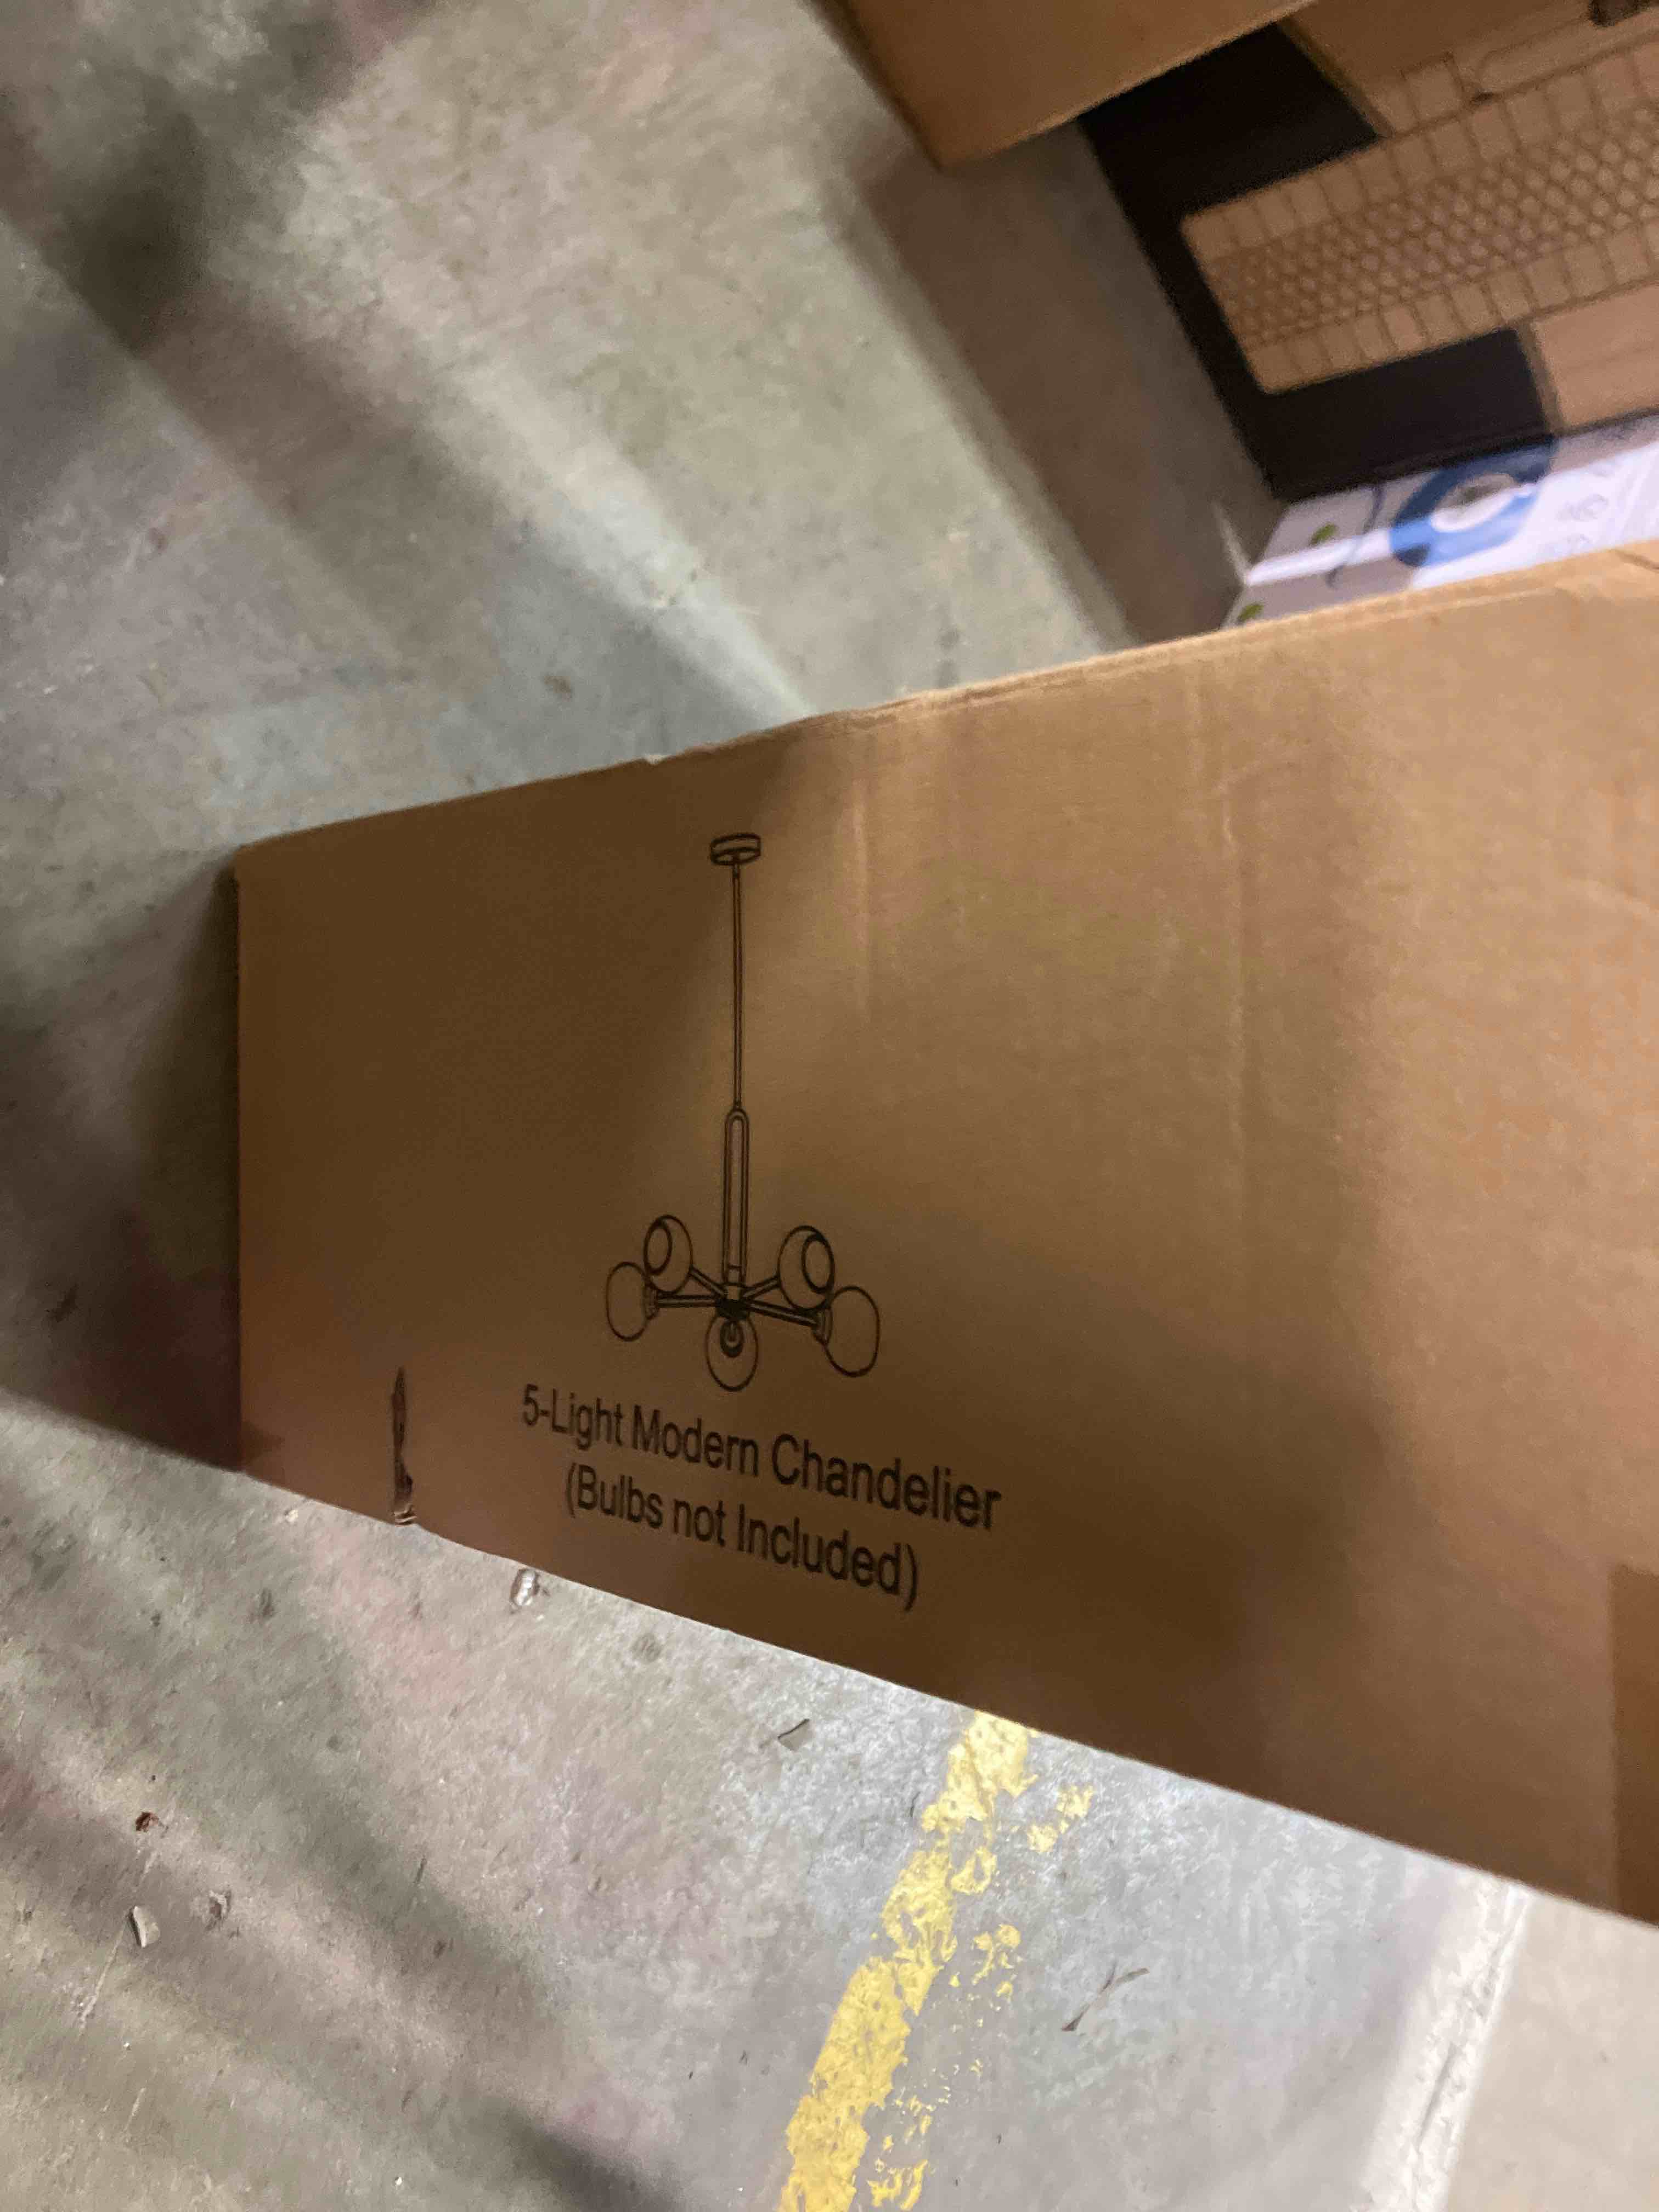 5-Light Modern Chandelier
(Bulbs not Included)